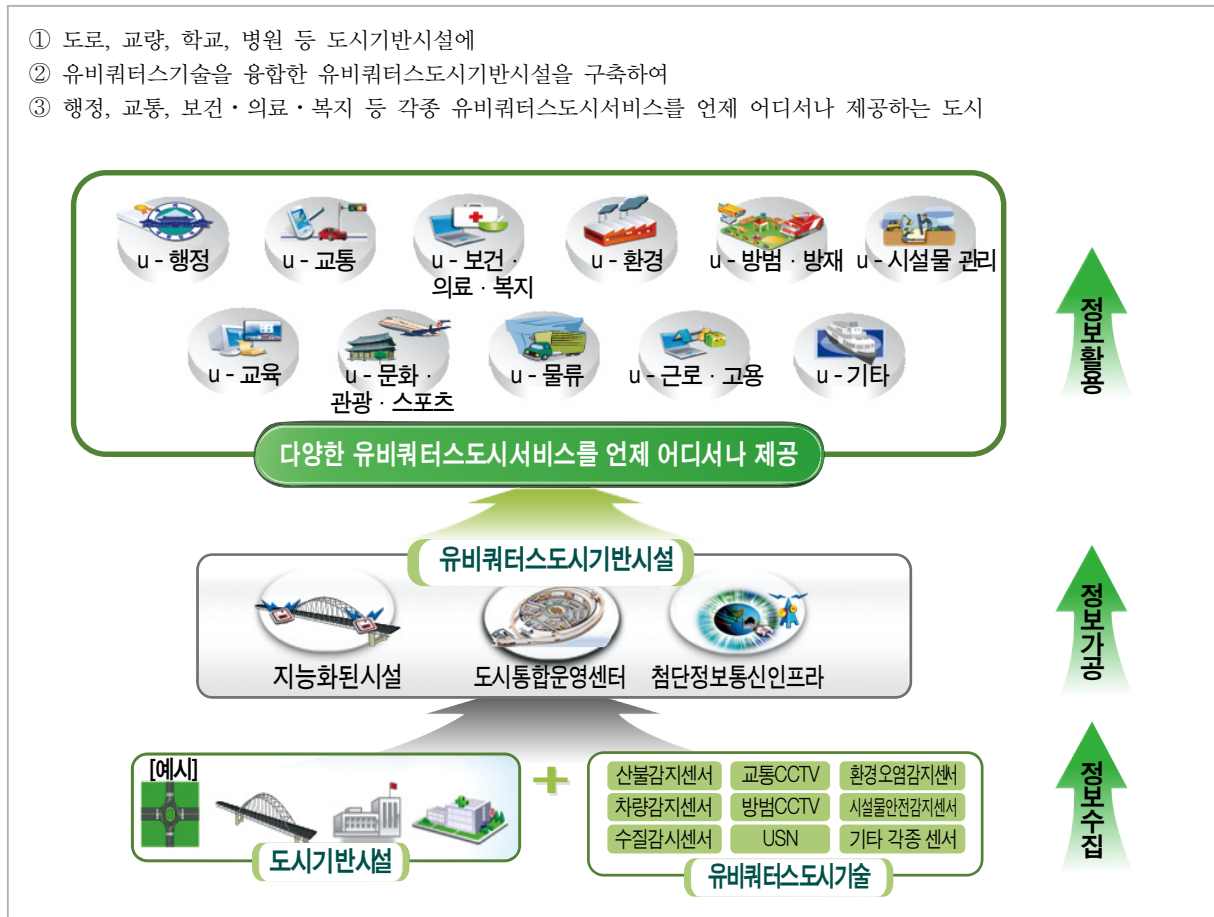 ① 도로, 교량, 학교, 병원 등 도시기반시설에
② 유비쿼터스기술을 융합한 유비쿼터스도시기반시설을 구축하여
③ 행정, 교통, 보건·의료·복지 등 각종 유비쿼터스도시서비스를 언제 어디서나 제공하는 도시
u - 행정
u - 교통
u - 보건 ·
의료 · 복지
u - 환경
u - 방범 · 방재
u - 시설물 관리
u - 교육
u - 문화 ·
관광 · 스포츠
u - 물류
u - 근로 · 고용
u - 기타
정보활용
다양한 유비쿼터스도시서비스를 언제 어디서나 제공
유비쿼터스도시기반시설
지능화된시설
도시통합운영센터
첨단정보통신인프라
정보가공
[예시]
도시기반시설
산불감지센서
교통CCTV
환경오염감지센서
차량감지센서
방범CCTV
시설물안전감지센서
수질감시센서
USN
기타 각종 센서
유비쿼터스도시기술
정보수집